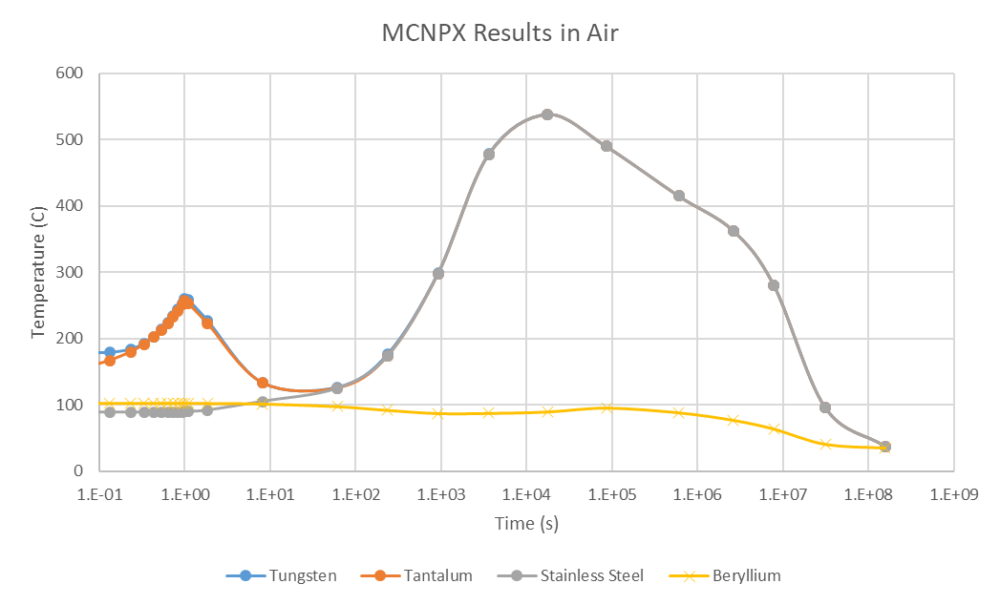 MCNPX Results in Air
600
500
400
300
200
100
0
Temperature (C)
1.E-01 1.E+00 1.E+01 1.E+02 1.E+03 1.E+04 1.E+05 1.E+06 1.E+07 1.E+08 1.E+09
Time (s)
Tungsten Tantalum Stainless Steel Beryllium